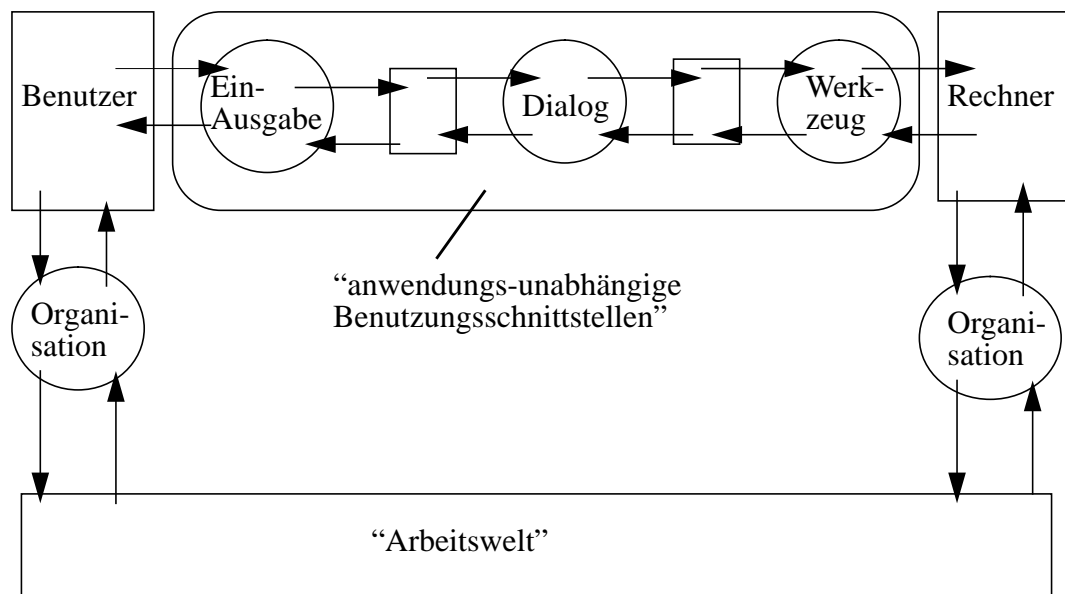 Benutzer
Ein-
Ausgabe
Dialog
Werk-
zeug
Rechner
“anwendungs-unabhängige
Benutzungsschnittstellen”
Organi-
sation
Organi-
sation
“Arbeitswelt”